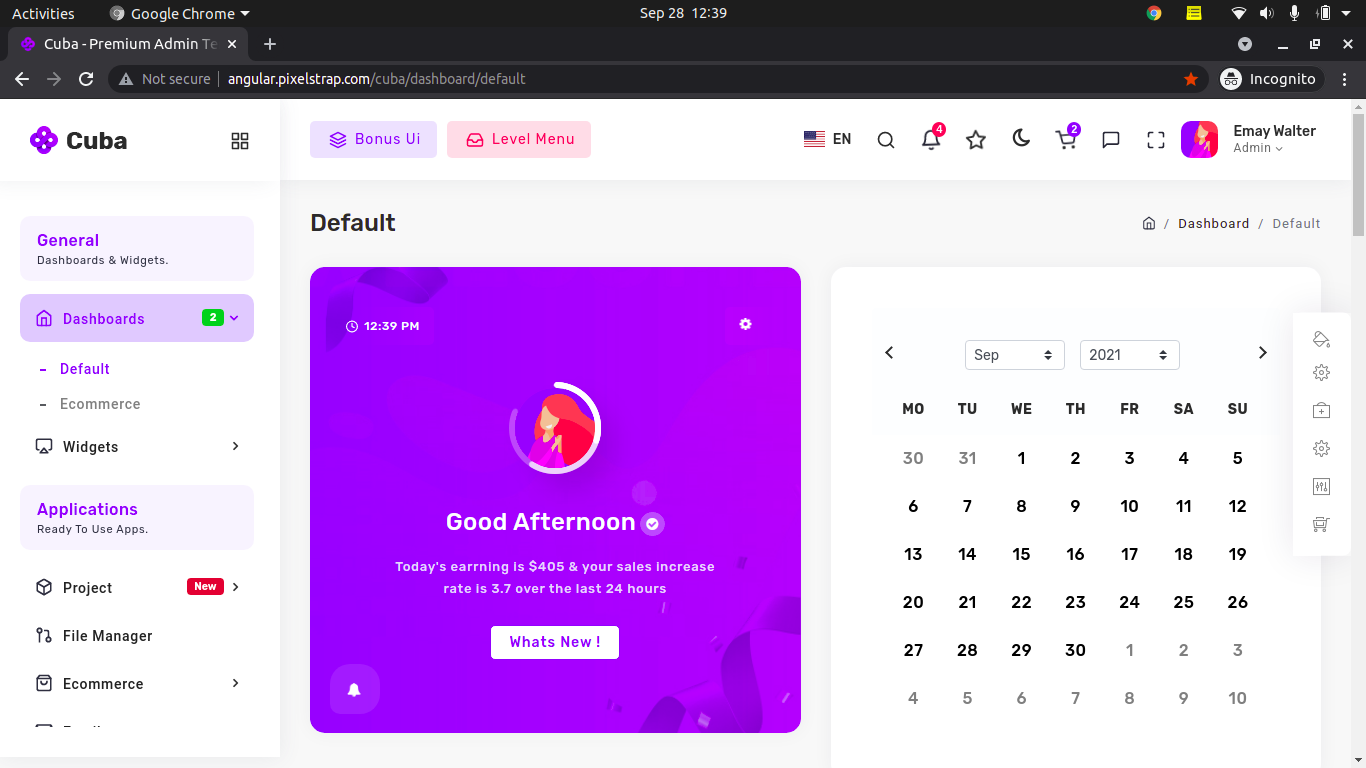 Activities Google Chrome Sep 28 12:39
Cuba - Premium Admin Te
Not secure angular.pixelstrap.com/cuba/dashboard/default Incognito
Cuba
Bonus Ui Level Menu EN 4 2 Emay Walter
Admin
Default
/ Dashboard / Default
General
Dashboards & Widgets.
Dashboards 2
Default
Ecommerce
Widgets
Applications
Ready To Use Apps.
Project New
File Manager
Ecommerce
12:39 PM
Good Afternoon
Today's earrning is $405 & your sales increase
rate is 3.7 over the last 24 hours
Whats New !
Sep 2021
MO TU WE TH FR SA SU
30 31 1 2 3 4 5
6 7 8 9 10 11 12
13 14 15 16 17 18 19
20 21 22 23 24 25 26
27 28 29 30 1 2 3
4 5 6 7 8 9 10